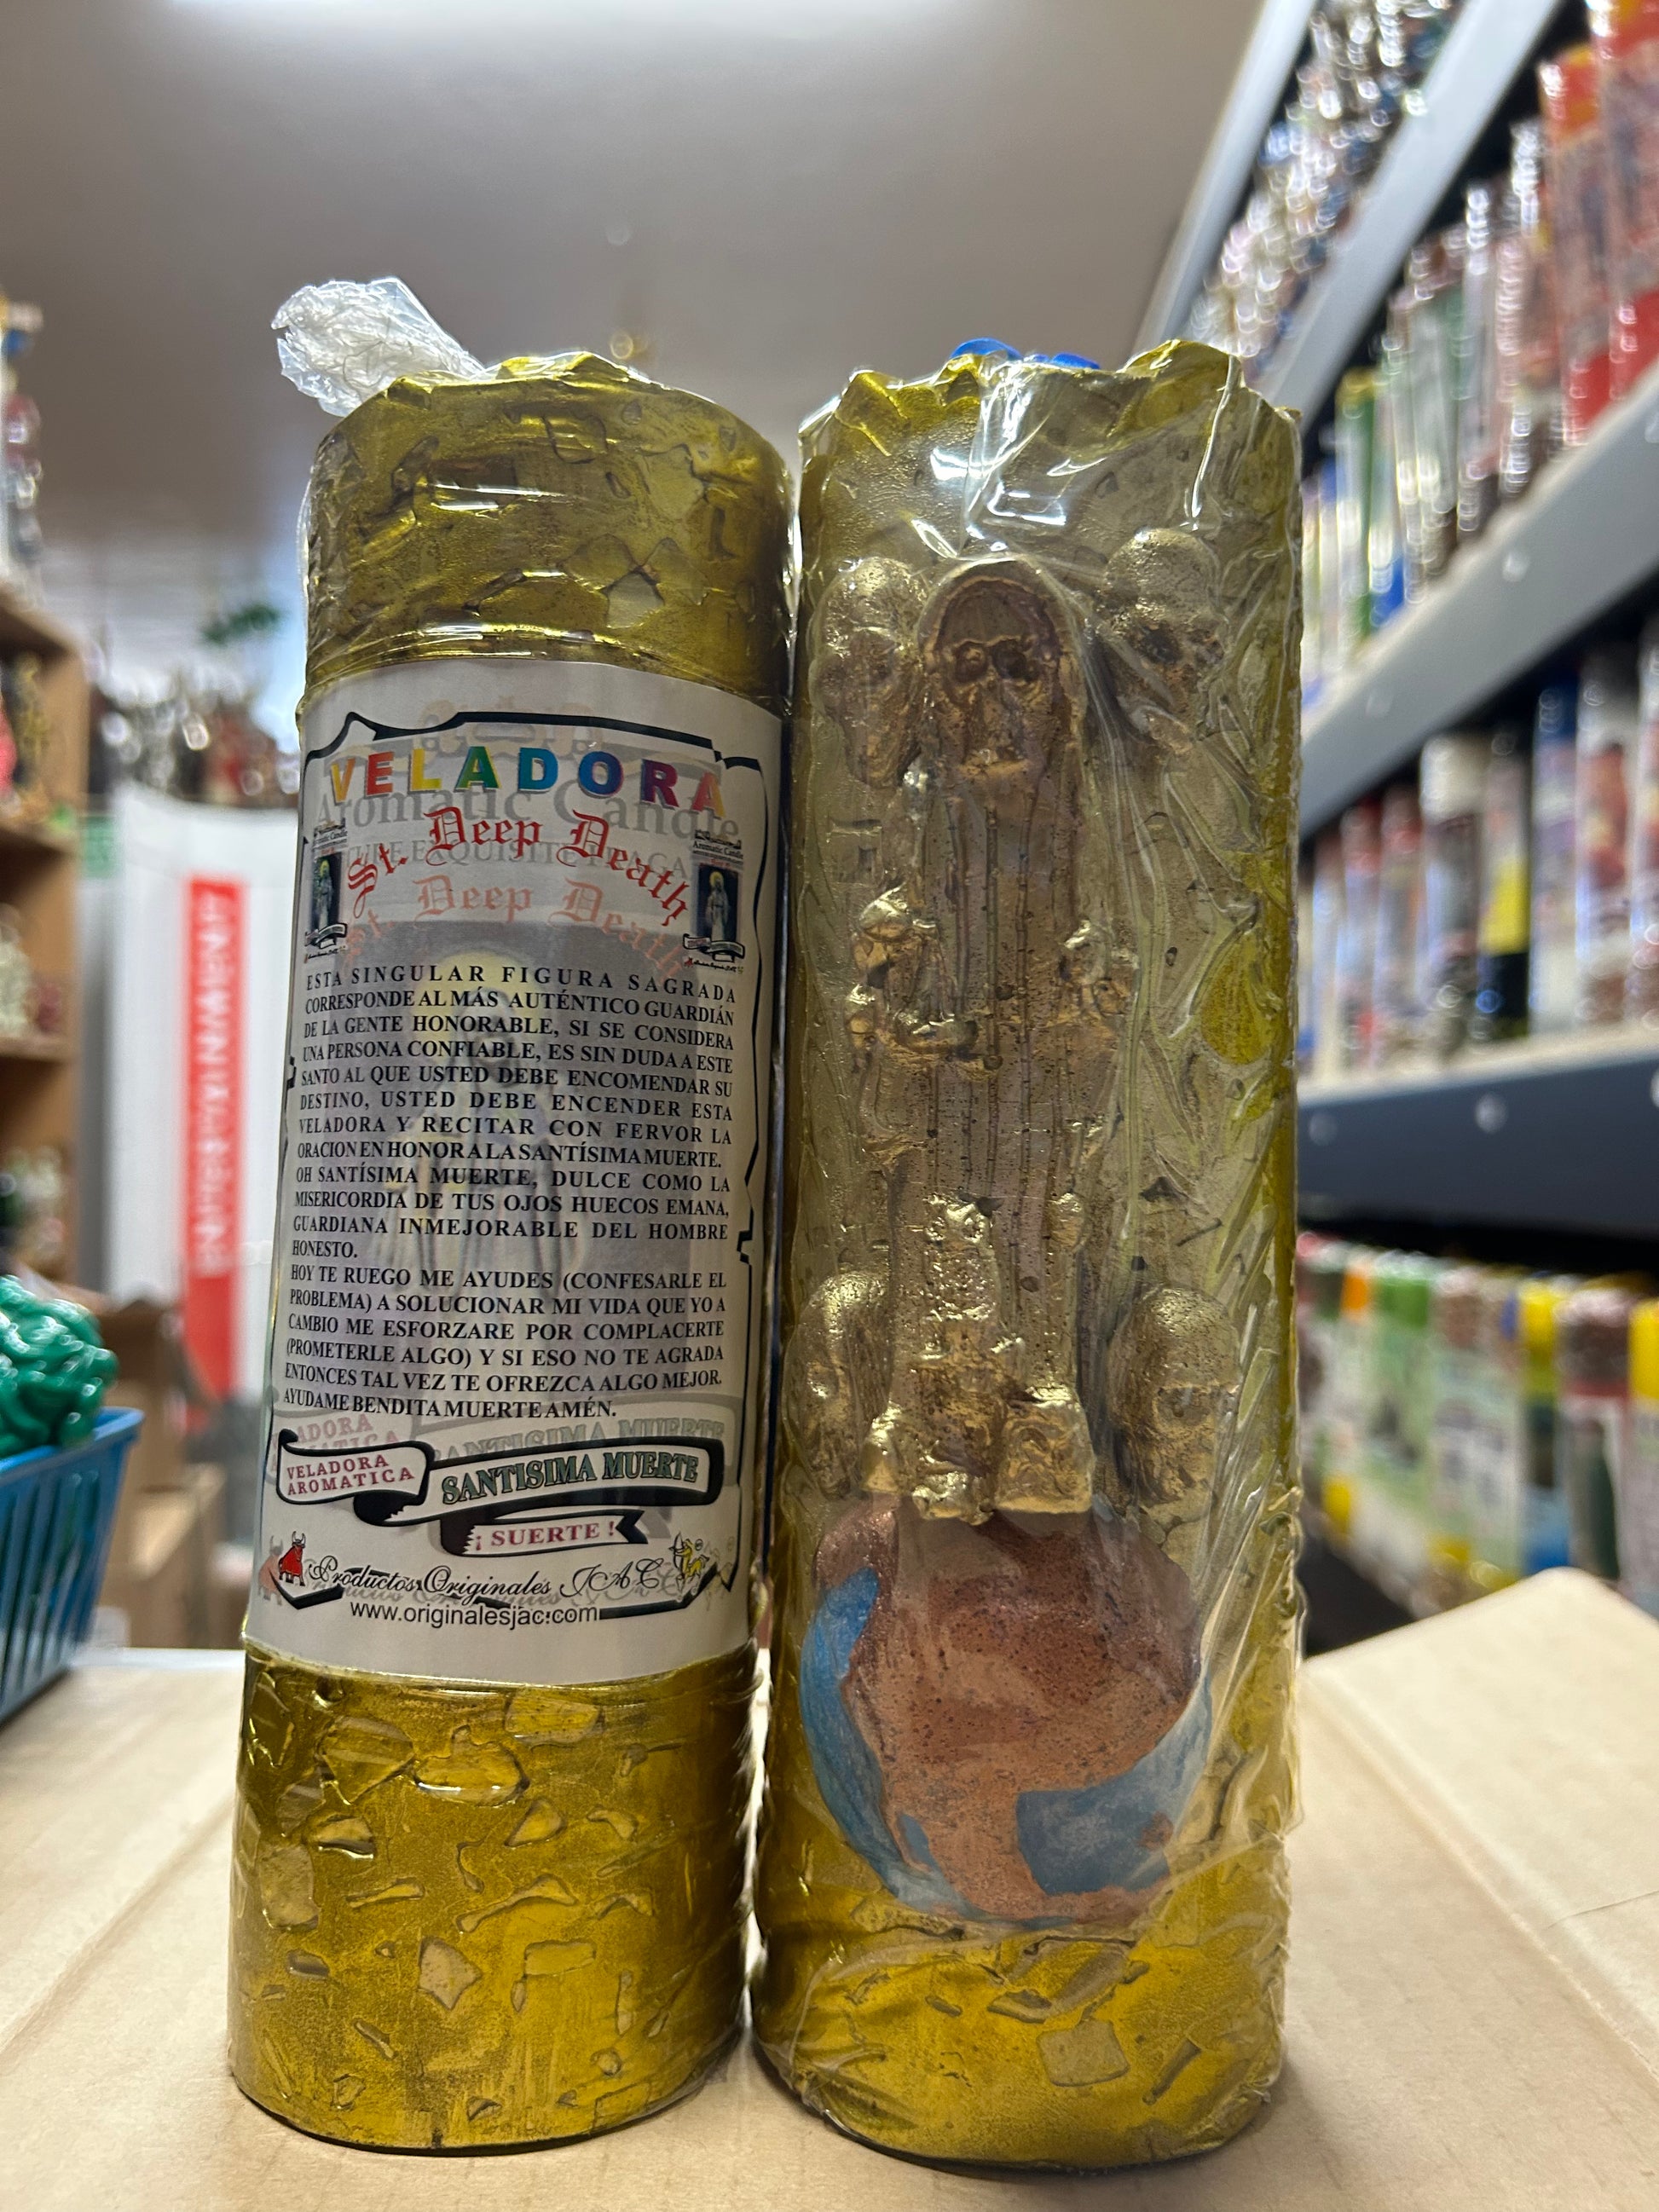 VELADORA
Aromatic Candle
St. Deep Death
St. Deep Death
ESTA SINGULAR FIGURA SAGRADA
CORRESPONDE AL MÁS AUTÉNTICO GUARDIÁN
DE LA GENTE HONORABLE, SI SE CONSIDERA
UNA PERSONA CONFIABLE, ES SIN DUDA A ESTE
SANTO AL QUE USTED DEBE ENCOMENDAR SU
DESTINO, USTED DEBE ENCENDER ESTA
VELADORA Y RECITAR CON FERVOR LA
ORACION EN HONOR A LA SANTÍSIMA MUERTE.
OH SANTÍSIMA MUERTE, DULCE COMO LA
MISERICORDIA DE TUS OJOS HUECOS EMANA,
GUARDIANA INMEJORABLE DEL HOMBRE
HONESTO.
HOY TE RUEGO ME AYUDES (CONFESARLE EL
PROBLEMA) A SOLUCIONAR MI VIDA QUE YO A
CAMBIO ME ESFORZARE POR COMPLACERTE
(PROMETERLE ALGO) Y SI ESO NO TE AGRADA
ENTONCES TAL VEZ TE OFREZCA ALGO MEJOR.
AYUDAME BENDITA MUERTE AMÉN.
SANTISIMA MUERTE
VELADORA
AROMATICA
SANTISIMA MUERTE
¡ SUERTE !
Productos Originales J.A.C.
www.originalesjac.com